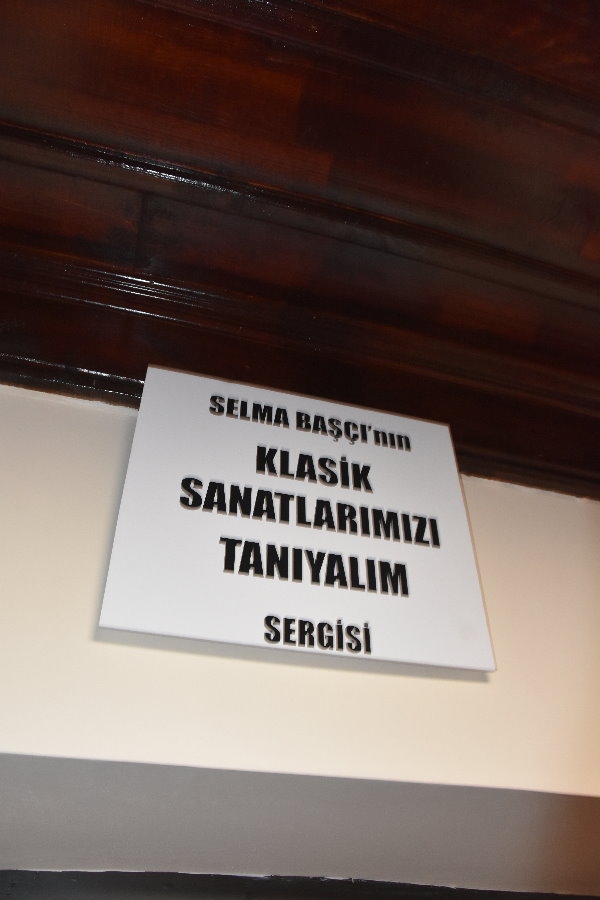 SELMA BAŞÇI'nın
KLASİK
SANATLARIMIZI
TANIYALIM
SERGİSİ